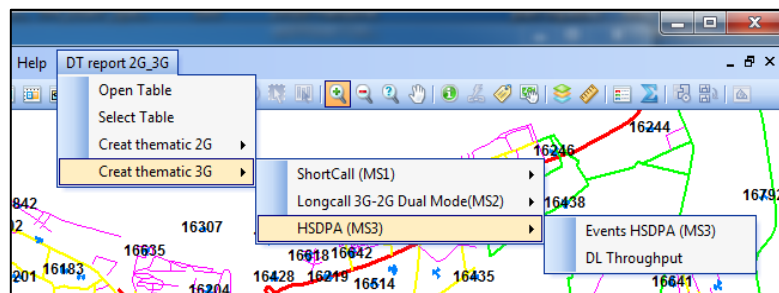 Help DT report 2G_3G
Open Table
Select Table
Creat thematic 2G
Creat thematic 3G
ShortCall (MS1)
Longcall 3G-2G Dual Mode(MS2)
HSDPA (MS3)
Events HSDPA (MS3)
DL Throughput
16244
16246
16792
842
16438
16307
16635
16618 16642
16183
201
16204
16428 16219
16514
16435
16641